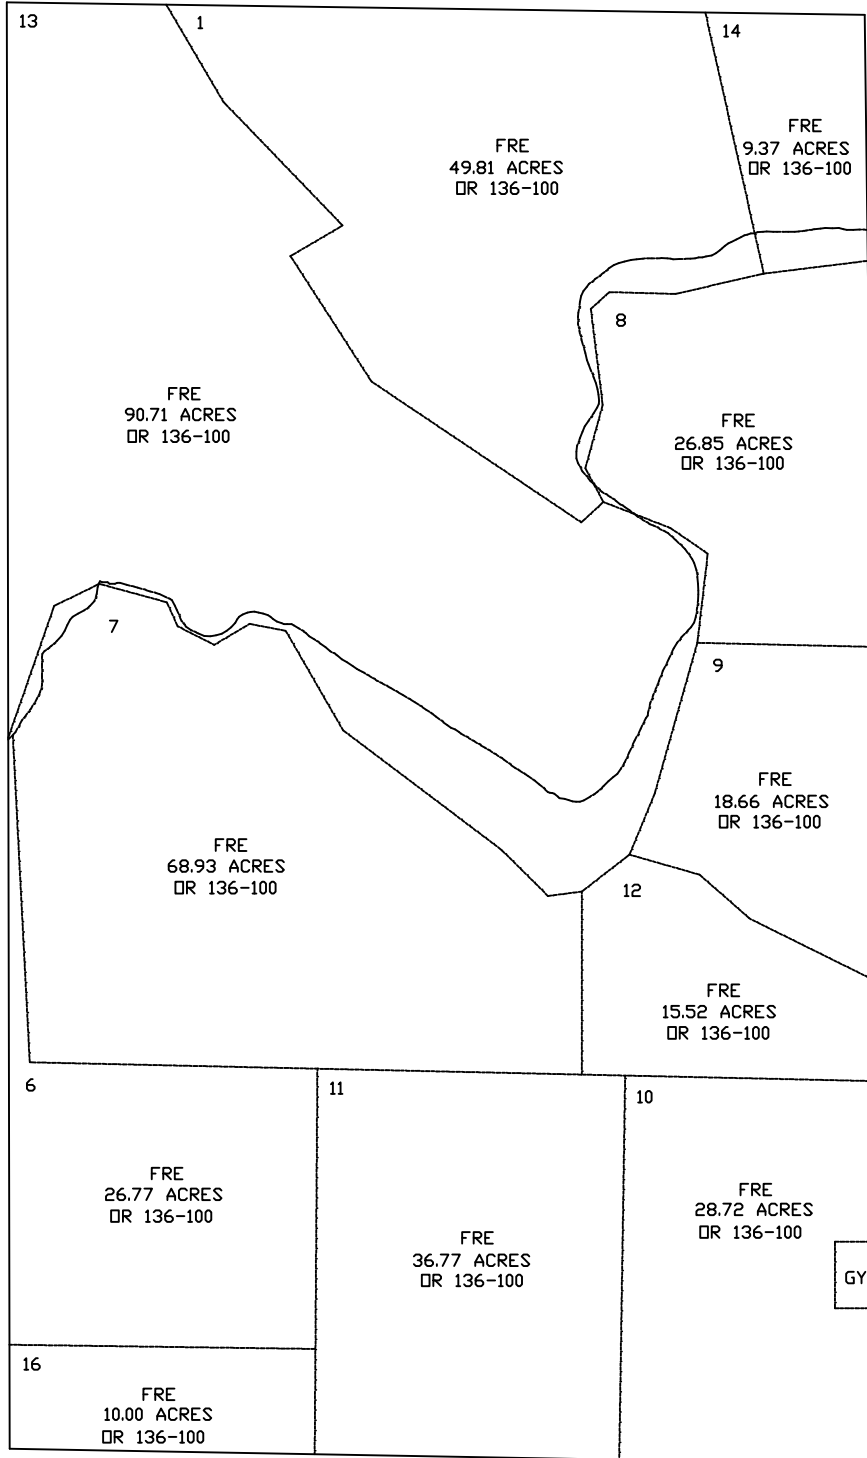 13
1
14
FRE
9.37 ACRES
OR 136-100
FRE
49.81 ACRES
OR 136-100
8
FRE
90.71 ACRES
OR 136-100
FRE
26.85 ACRES
OR 136-100
7
9
FRE
18.66 ACRES
OR 136-100
FRE
68.93 ACRES
OR 136-100
12
FRE
15.52 ACRES
OR 136-100
6
11
10
FRE
26.77 ACRES
OR 136-100
FRE
28.72 ACRES
OR 136-100
FRE
36.77 ACRES
OR 136-100
GY
16
FRE
10.00 ACRES
OR 136-100